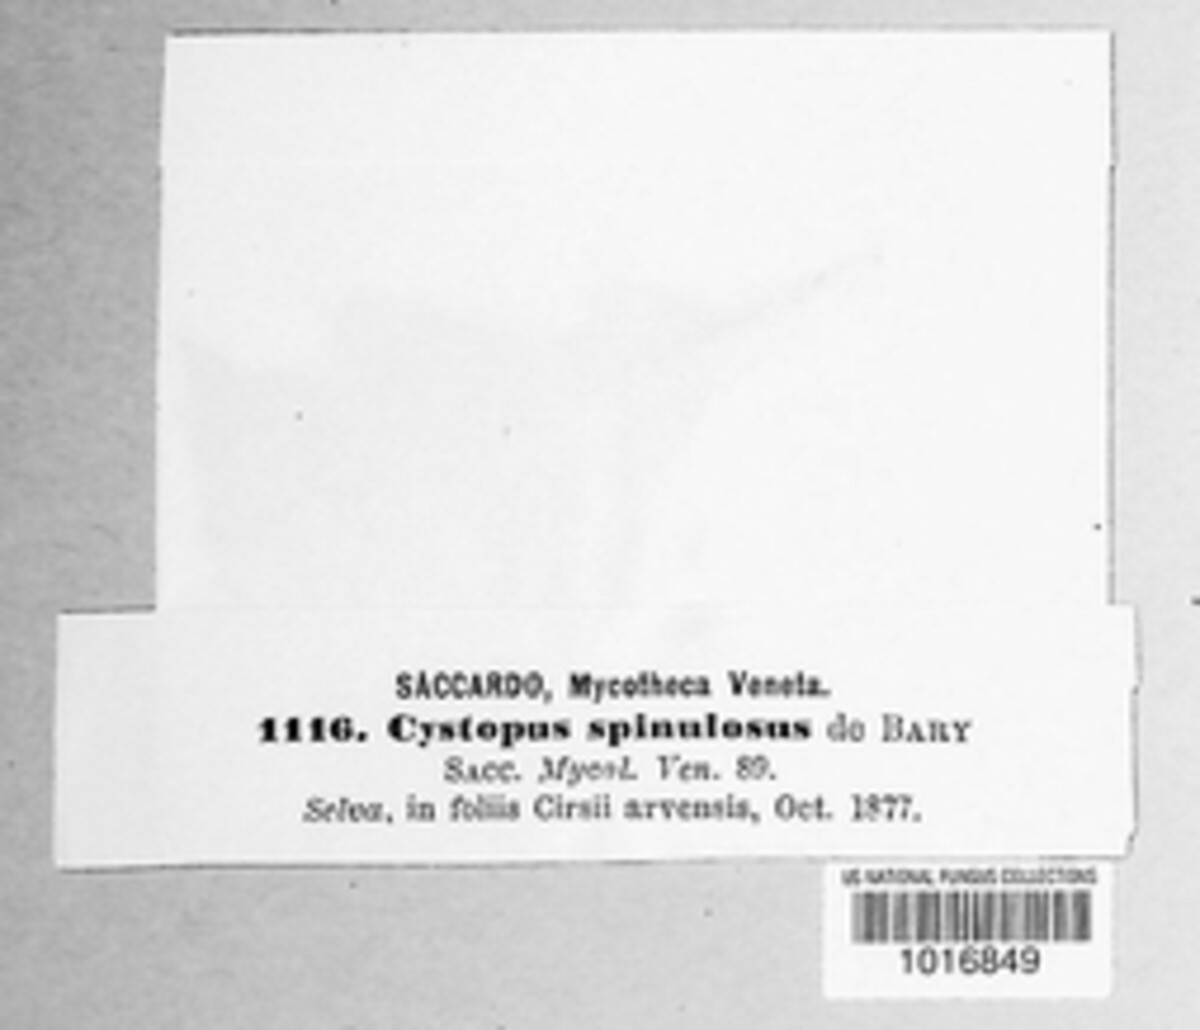 SACCARDO, Mycotheca Veneta.
1116. Cystopus spinulosus de BARY
SACC. Mycol. Ven. 89.
Selva, in foliis Cirsii arvensis, Oct. 1877.
US NATIONAL FUNGUS COLLECTIONS
1016849